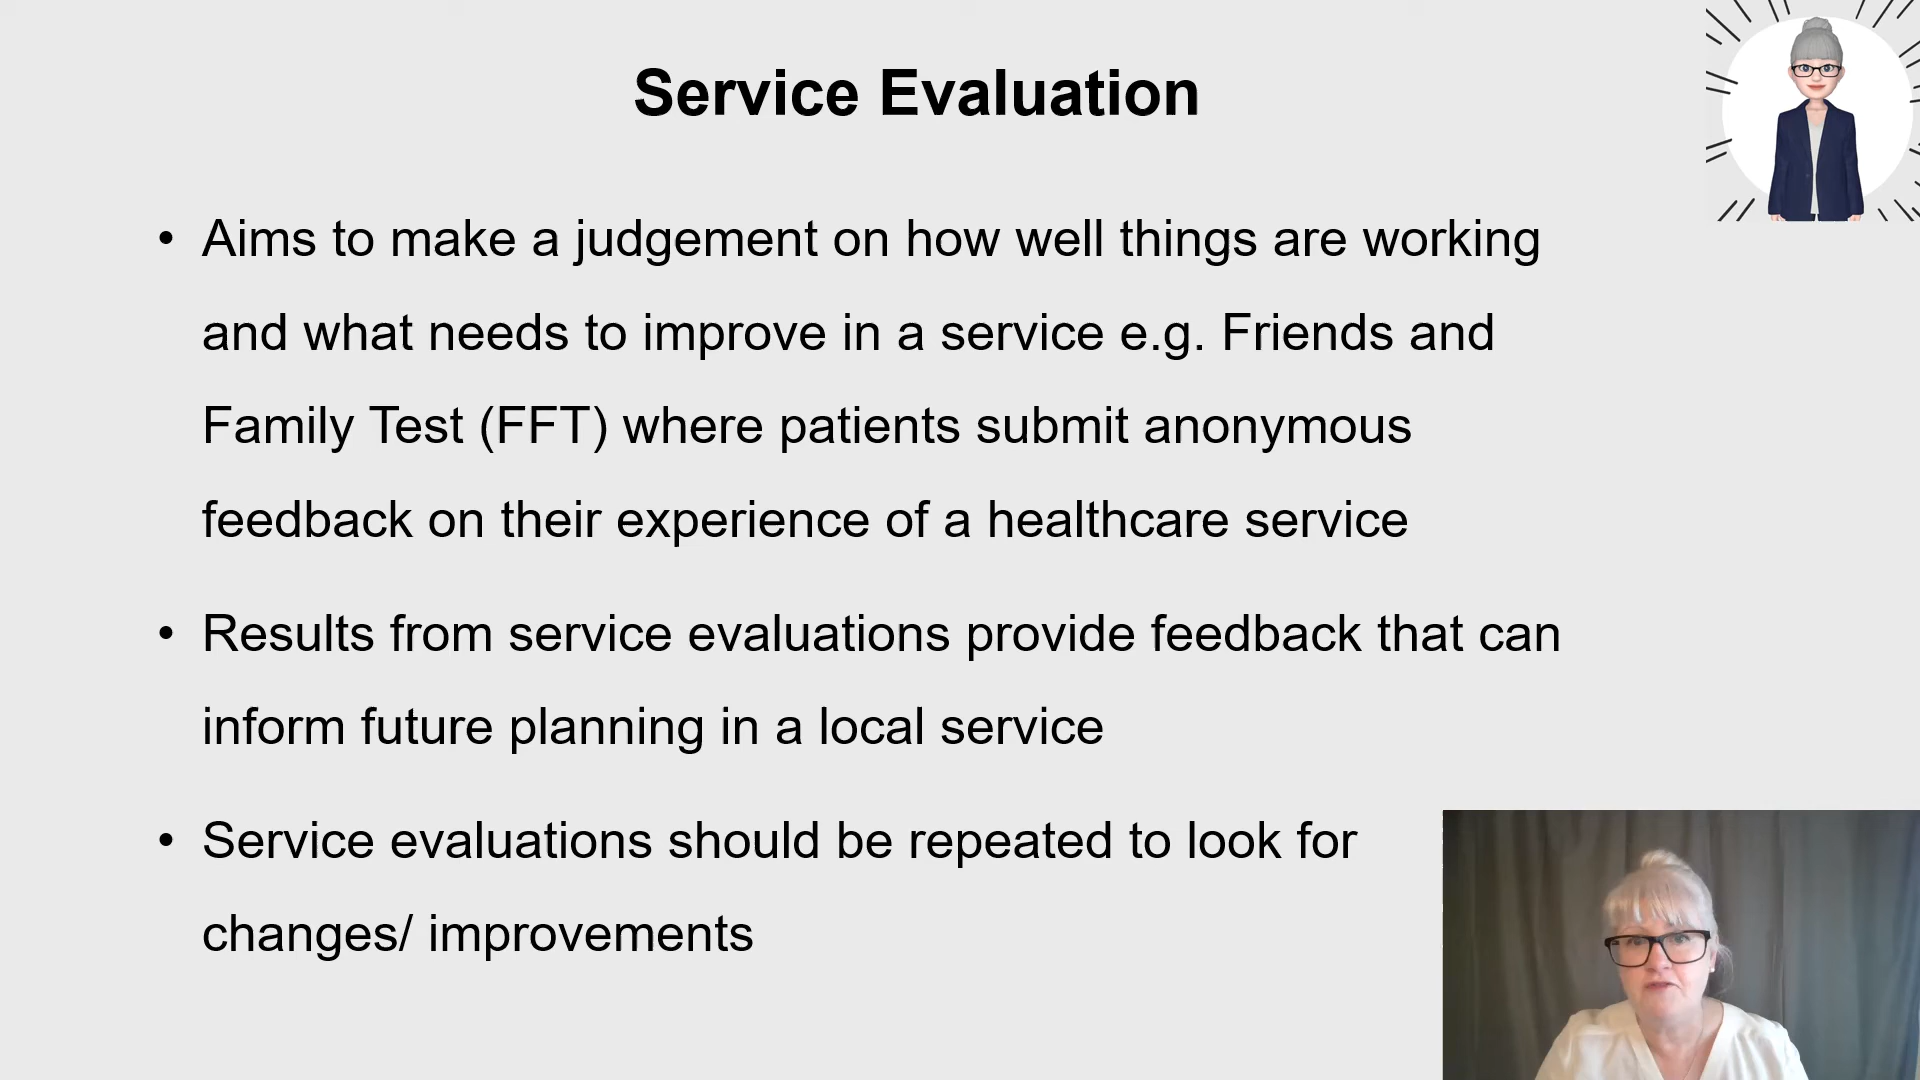 Service Evaluation
• Aims to make a judgement on how well things are working
and what needs to improve in a service e.g. Friends and
Family Test (FFT) where patients submit anonymous
feedback on their experience of a healthcare service
• Results from service evaluations provide feedback that can
inform future planning in a local service
• Service evaluations should be repeated to look for
changes/ improvements